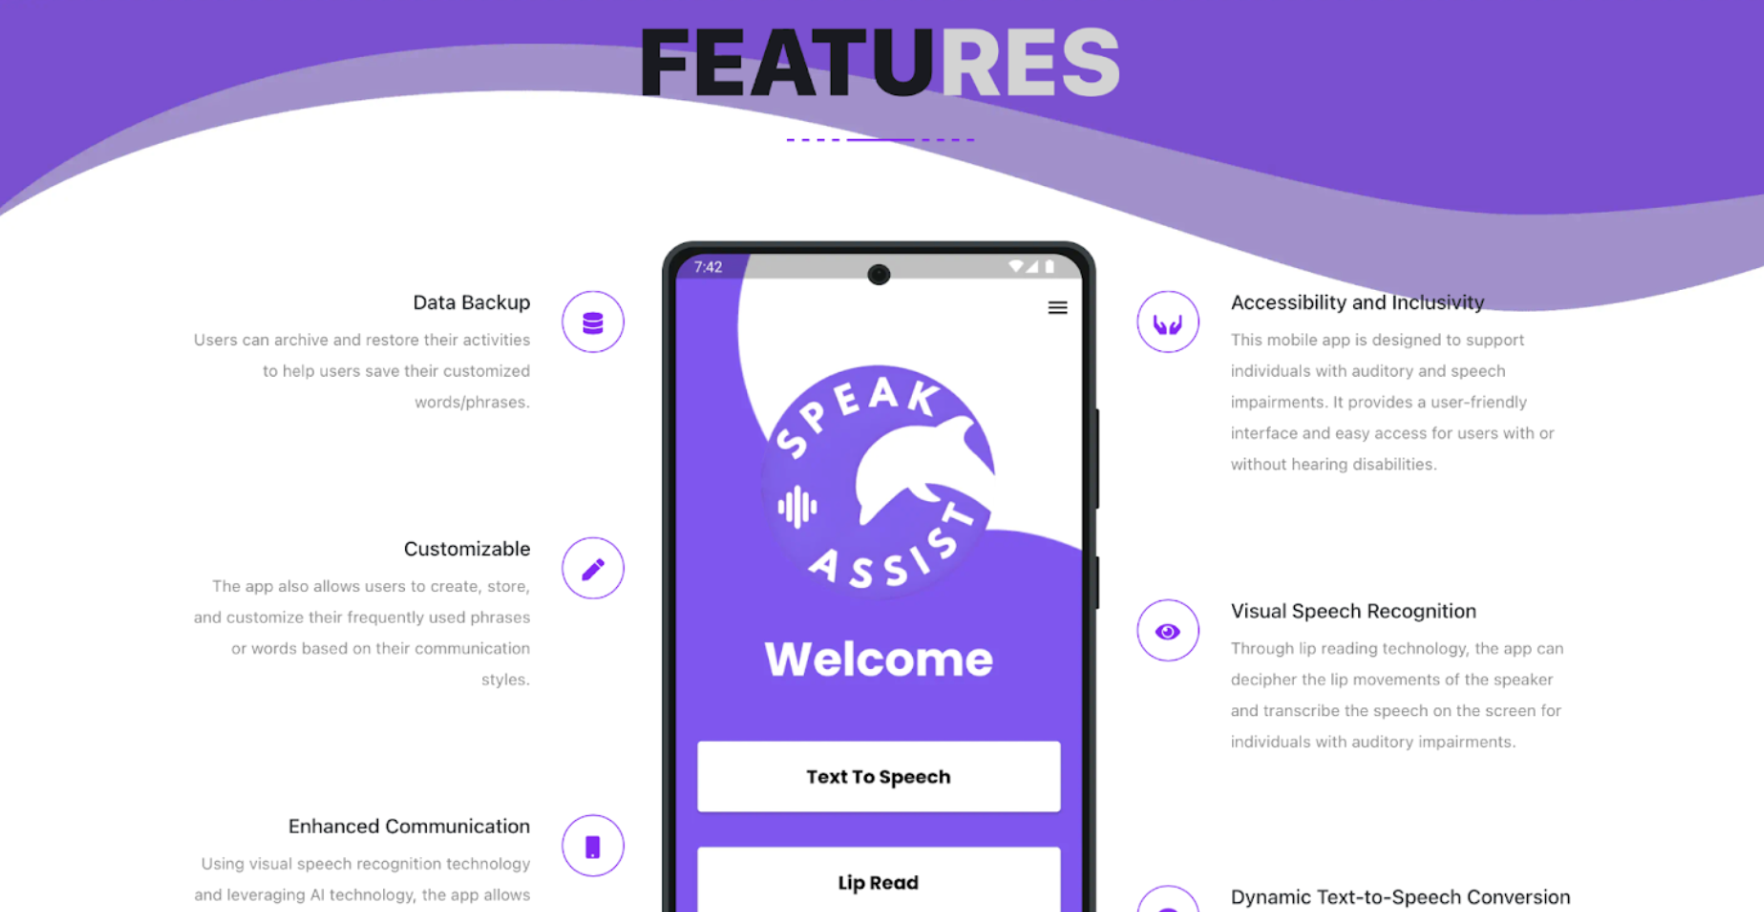 FEATURES
Data Backup
Users can archive and restore their activities
to help users save their customized
words/phrases.
Customizable
The app also allows users to create, store,
and customize their frequently used phrases
or words based on their communication
styles.
Enhanced Communication
Using visual speech recognition technology
and leveraging AI technology, the app allows
7:42
SPEAK
ASSIST
Welcome
Text To Speech
Lip Read
Accessibility and Inclusivity
This mobile app is designed to support
individuals with auditory and speech
impairments. It provides a user-friendly
interface and easy access for users with or
without hearing disabilities.
Visual Speech Recognition
Through lip reading technology, the app can
decipher the lip movements of the speaker
and transcribe the speech on the screen for
individuals with auditory impairments.
Dynamic Text-to-Speech Conversion